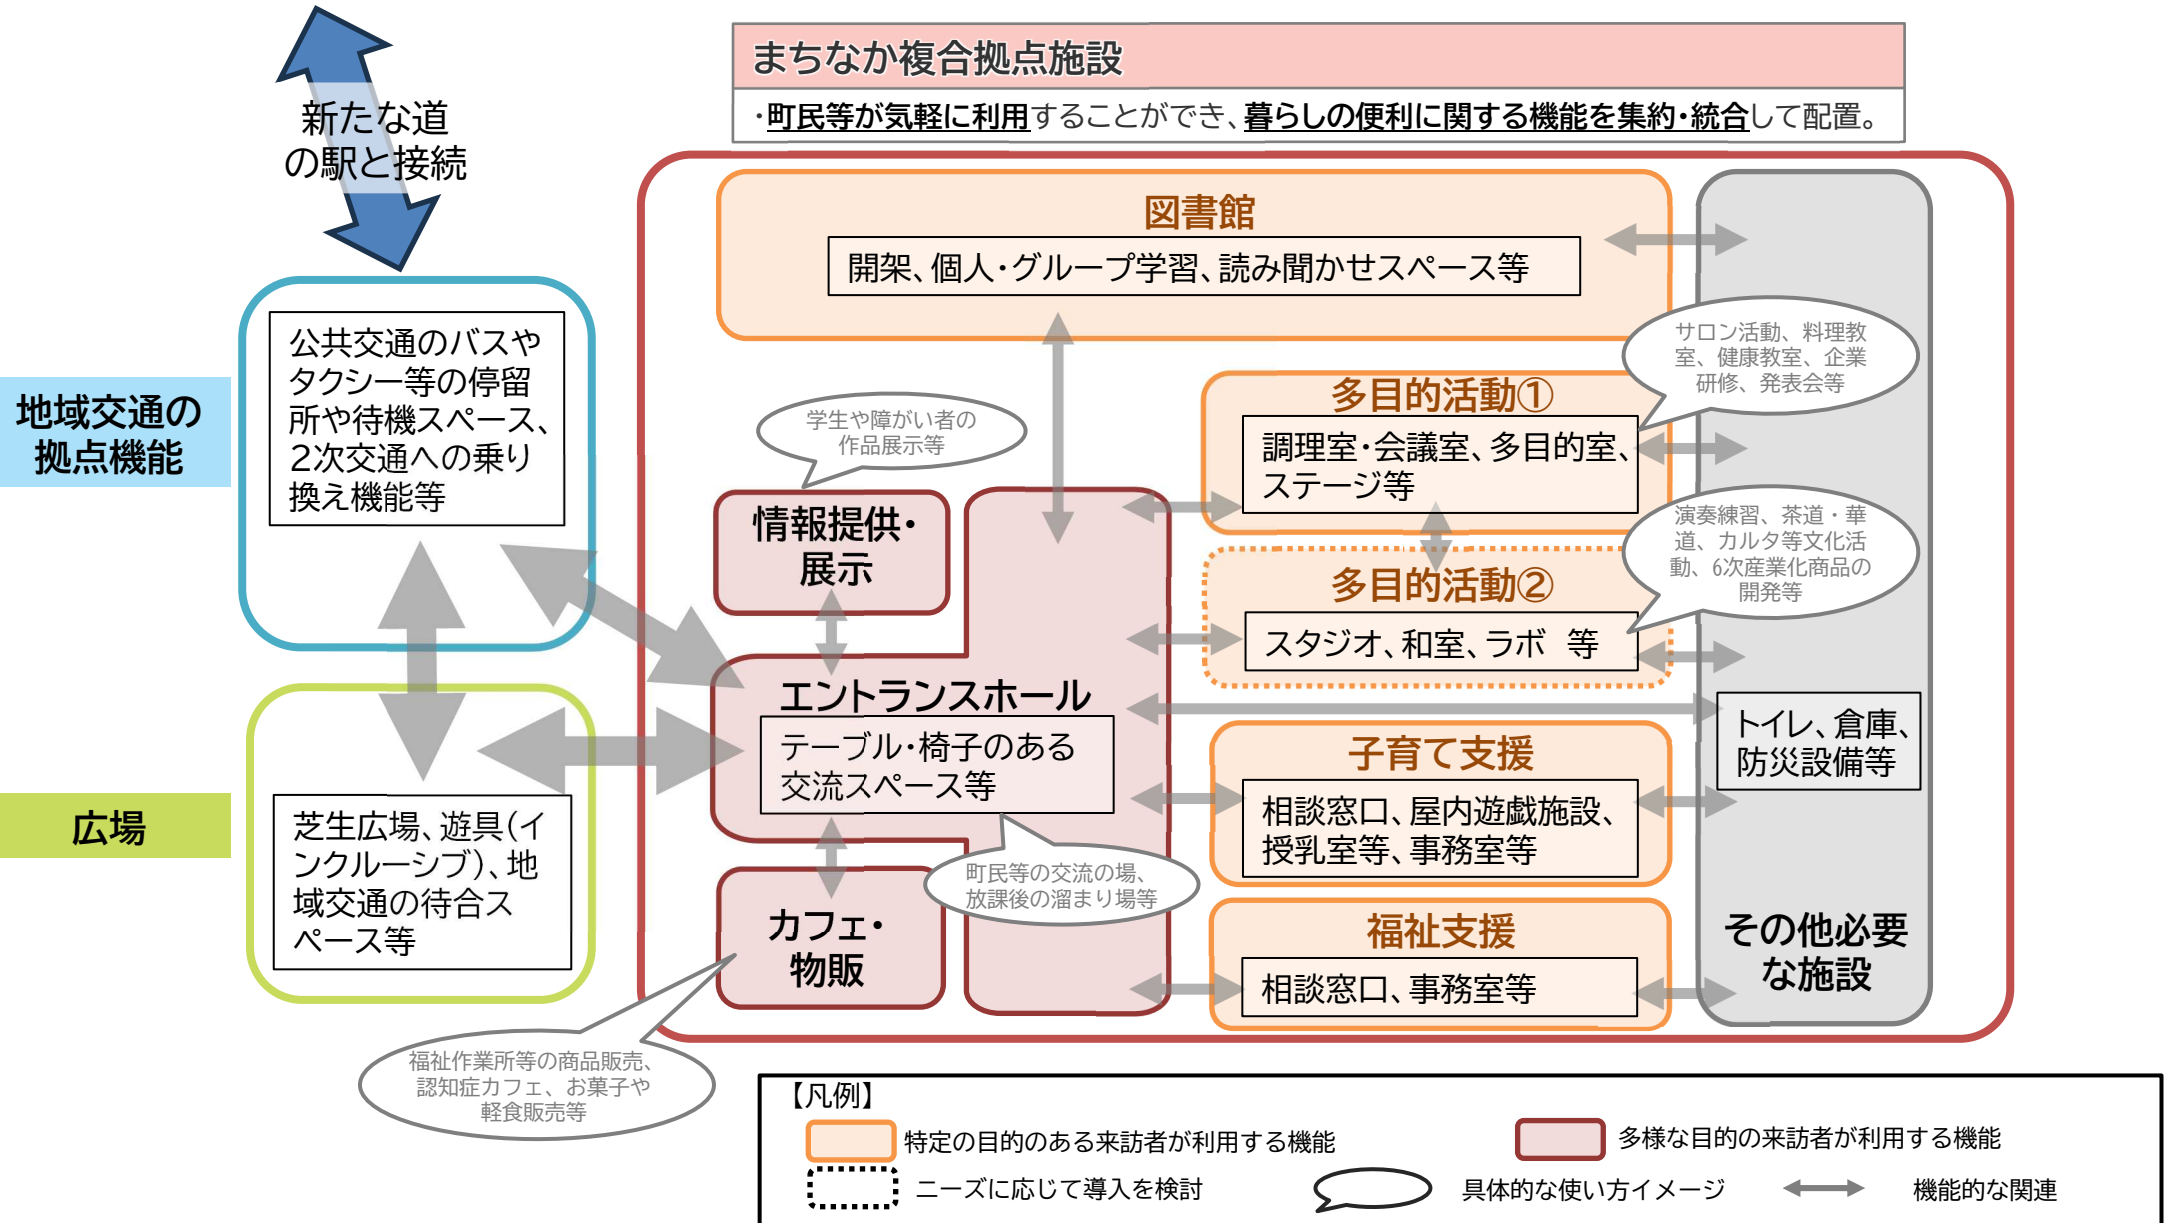 まちなか複合拠点施設
・町民等が気軽に利用することができ、暮らしの便利に関する機能を集約・統合して配置。
新たな道
の駅と接続
地域交通の
拠点機能
公共交通のバスや
タクシー等の停留
所や待機スペース、
2次交通への乗り
換え機能等
広場
芝生広場、遊具(イ
ンクルーシブ)、地
域交通の待合ス
ペース等
図書館
開架、個人・グループ学習、読み聞かせスペース等
学生や障がい者の
作品展示等
情報提供・
展示
エントランスホール
テーブル・椅子のある
交流スペース等
町民等の交流の場、
放課後の溜まり場等
カフェ・
物販
福祉作業所等の商品販売、
認知症カフェ、お菓子や
軽食販売等
多目的活動①
調理室・会議室、多目的室、
ステージ等
サロン活動、料理教
室、健康教室、企業
研修、発表会等
多目的活動②
スタジオ、和室、ラボ 等
演奏練習、茶道・華
道、カルタ等文化活
動、6次産業化商品の
開発等
子育て支援
相談窓口、屋内遊戯施設、
授乳室等、事務室等
福祉支援
相談窓口、事務室等
トイレ、倉庫、
防災設備等
その他必要
な施設
【凡例】
特定の目的のある来訪者が利用する機能
多様な目的の来訪者が利用する機能
ニーズに応じて導入を検討
具体的な使い方イメージ
機能的な関連